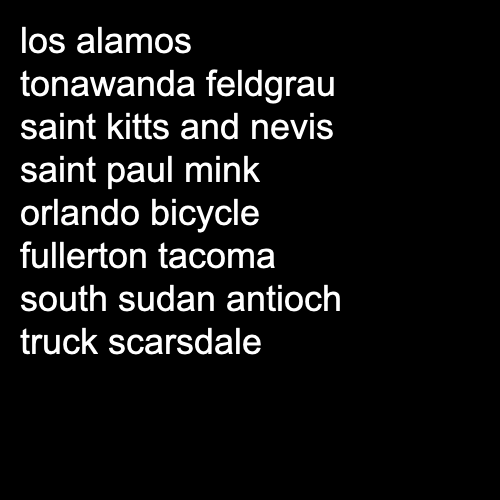 los alamos
tonawanda feldgrau
saint kitts and nevis
saint paul mink
orlando bicycle
fullerton tacoma
south sudan antioch
truck scarsdale